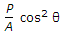 P/A cos² θ